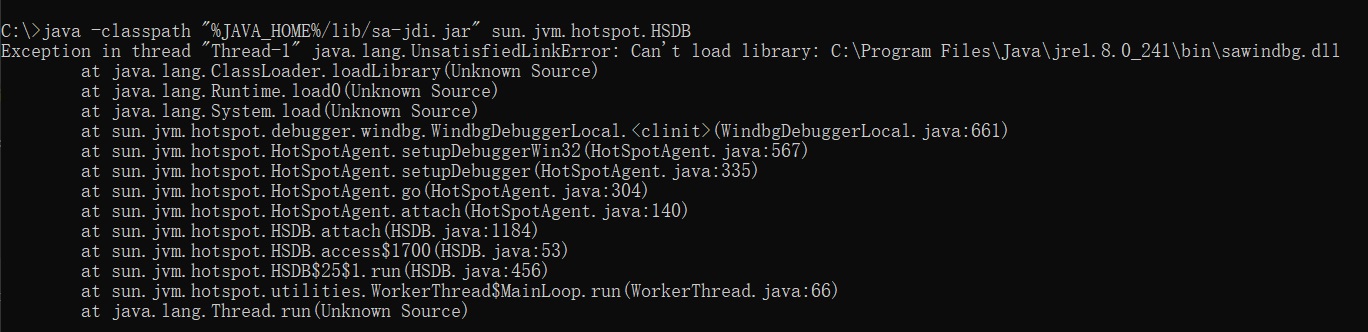 C:\>java -classpath "%JAVA_HOME%/lib/sa-jdi.jar" sun.jvm.hotspot.HSDB
Exception in thread "Thread-1" java.lang.UnsatisfiedLinkError: Can't load library: C:\Program Files\Java\jre1.8.0_241\bin\sawindbg.dll
at java.lang.ClassLoader.loadLibrary(Unknown Source)
at java.lang.Runtime.load0(Unknown Source)
at java.lang.System.load(Unknown Source)
at sun.jvm.hotspot.debugger.windbg.WindbgDebuggerLocal.<clinit>(WindbgDebuggerLocal.java:661)
at sun.jvm.hotspot.HotSpotAgent.setupDebuggerWin32(HotSpotAgent.java:567)
at sun.jvm.hotspot.HotSpotAgent.setupDebugger(HotSpotAgent.java:335)
at sun.jvm.hotspot.HotSpotAgent.go(HotSpotAgent.java:304)
at sun.jvm.hotspot.HotSpotAgent.attach(HotSpotAgent.java:140)
at sun.jvm.hotspot.HSDB.attach(HSDB.java:1184)
at sun.jvm.hotspot.HSDB.access$1700(HSDB.java:53)
at sun.jvm.hotspot.HSDB$25$1.run(HSDB.java:456)
at sun.jvm.hotspot.utilities.WorkerThread$MainLoop.run(WorkerThread.java:66)
at java.lang.Thread.run(Unknown Source)